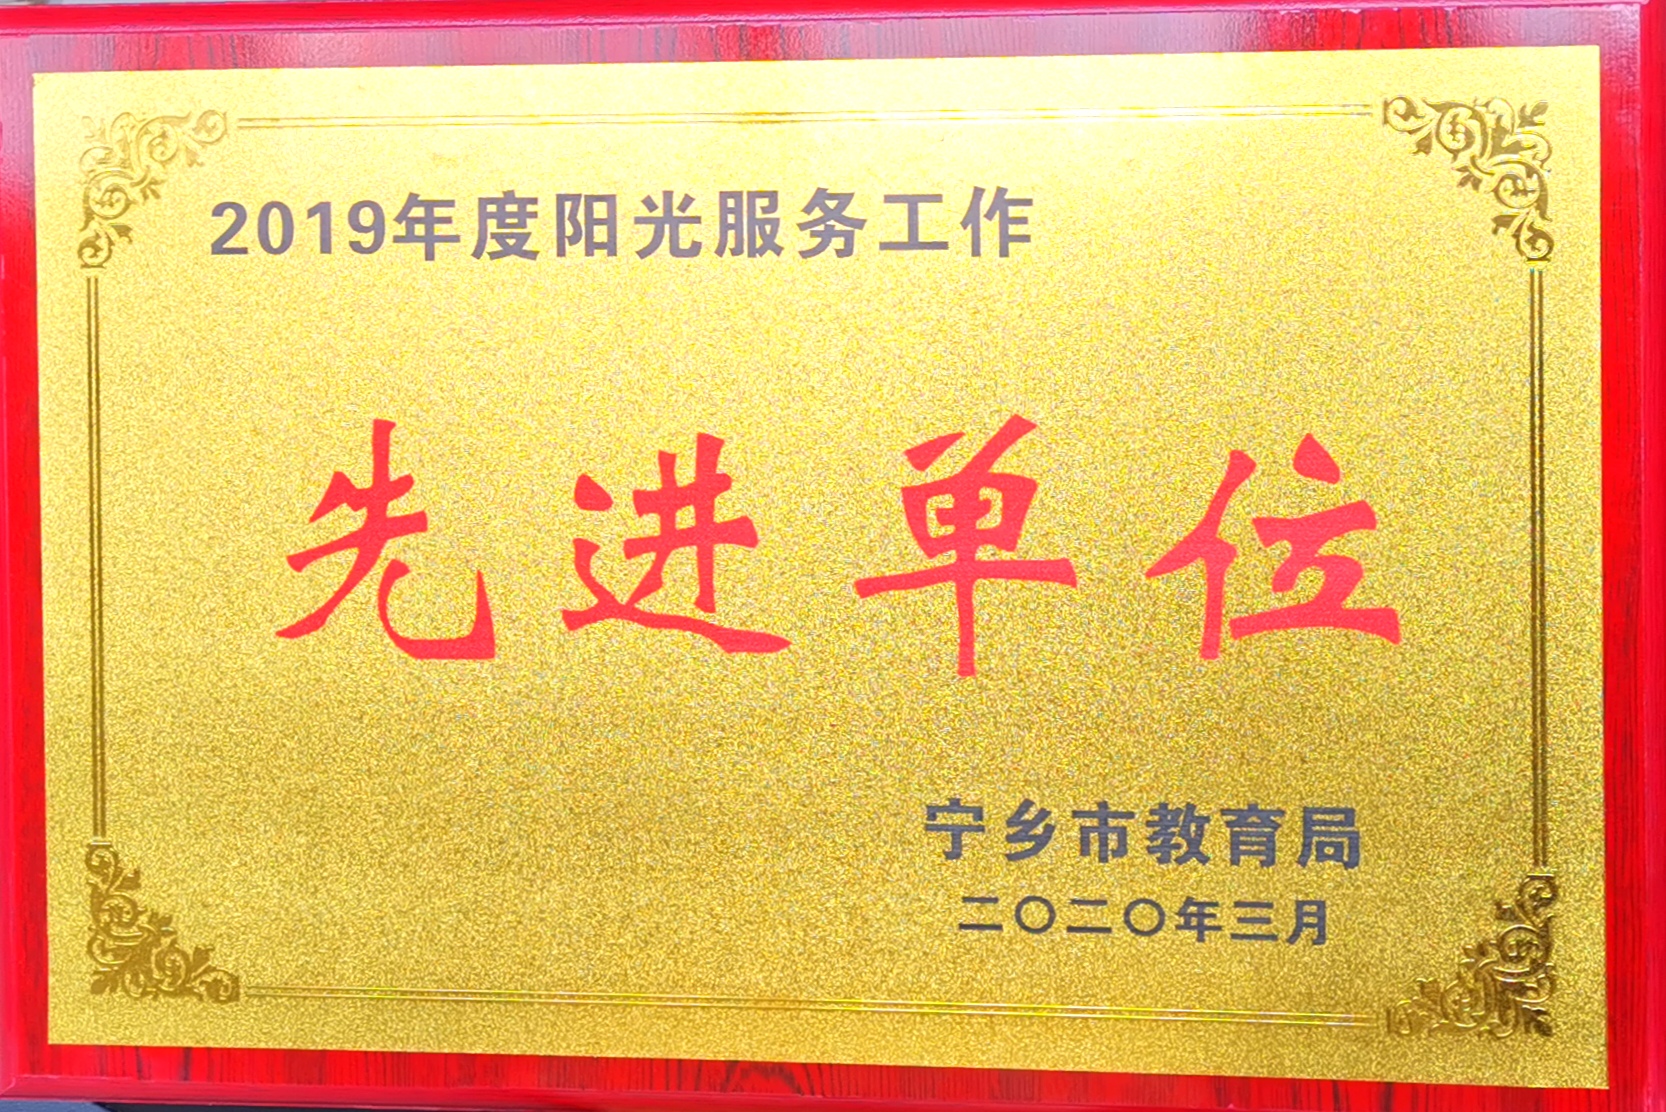 2019年度阳光服务工作
先进单位
宁乡市教育局
二〇二〇年三月